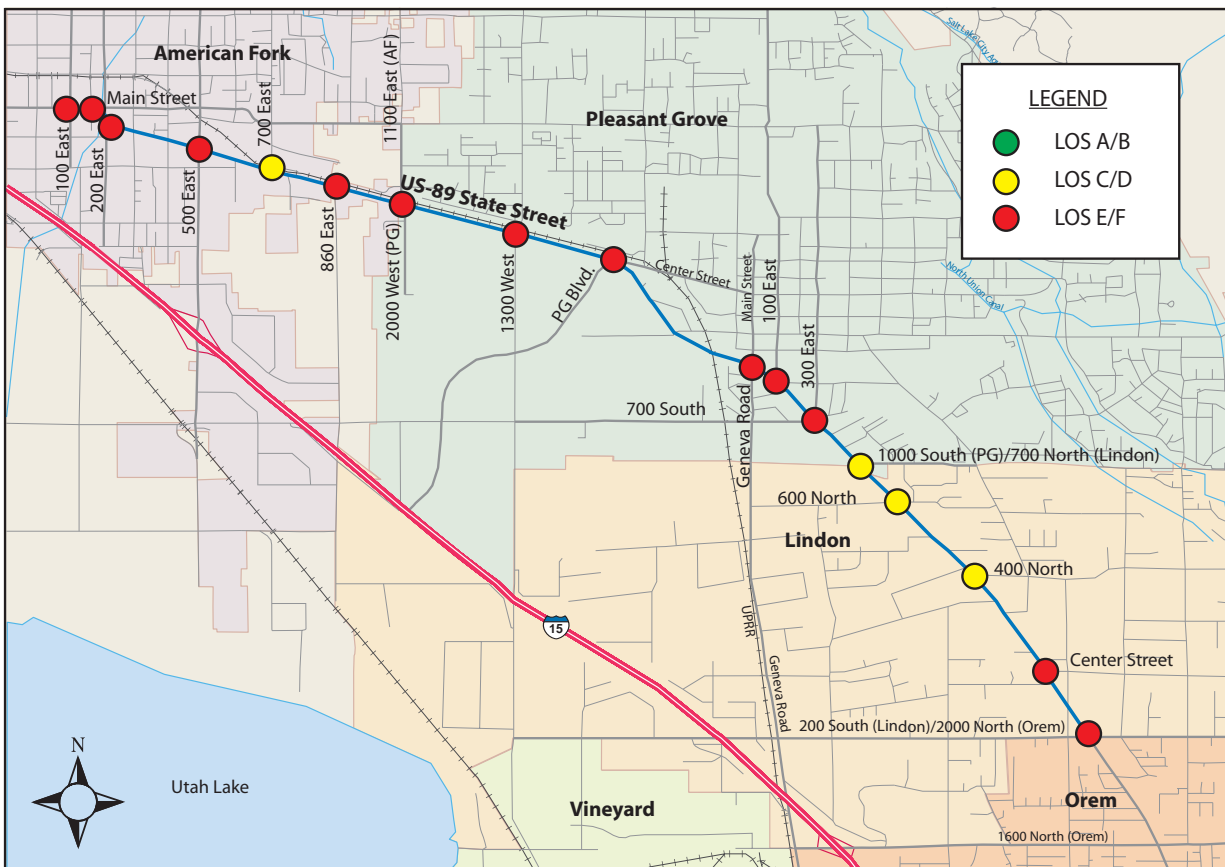 American Fork
Main Street
100 East
200 East
500 East
700 East
860 East
1100 East (AF)
2000 West (PG)
US-89 State Street
1300 West
PG Blvd.
Pleasant Grove
Center Street
Main Street
100 East
300 East
Salt Lake City Aq
LEGEND
LOS A/B
LOS C/D
LOS E/F
North Union Canal
700 South
Geneva Road
1000 South (PG)/700 North (Lindon)
600 North
Lindon
400 North
UPRR
15
Geneva Road
Center Street
200 South (Lindon)/2000 North (Orem)
N
Utah Lake
Vineyard
Orem
1600 North (Orem)